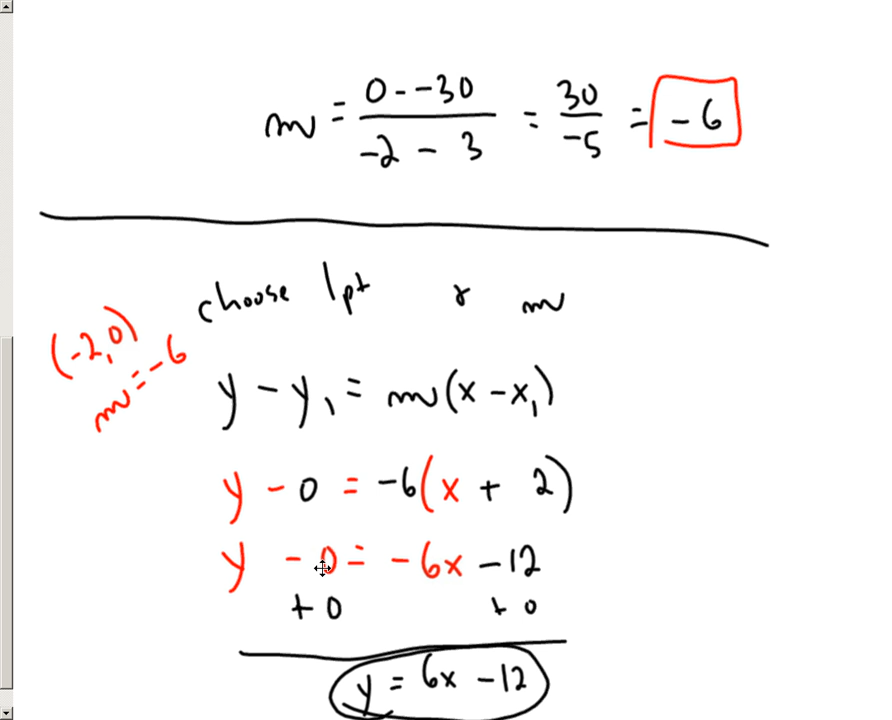 m = 0--30 / -2 - 3 = 30 / -5 = -6
choose 1 pt & m
(-2,0)
m = -6
y - y₁ = m(x - x₁)
y - 0 = -6(x + 2)
y - 0 = -6x - 12
+ 0 + 0
y = 6x - 12